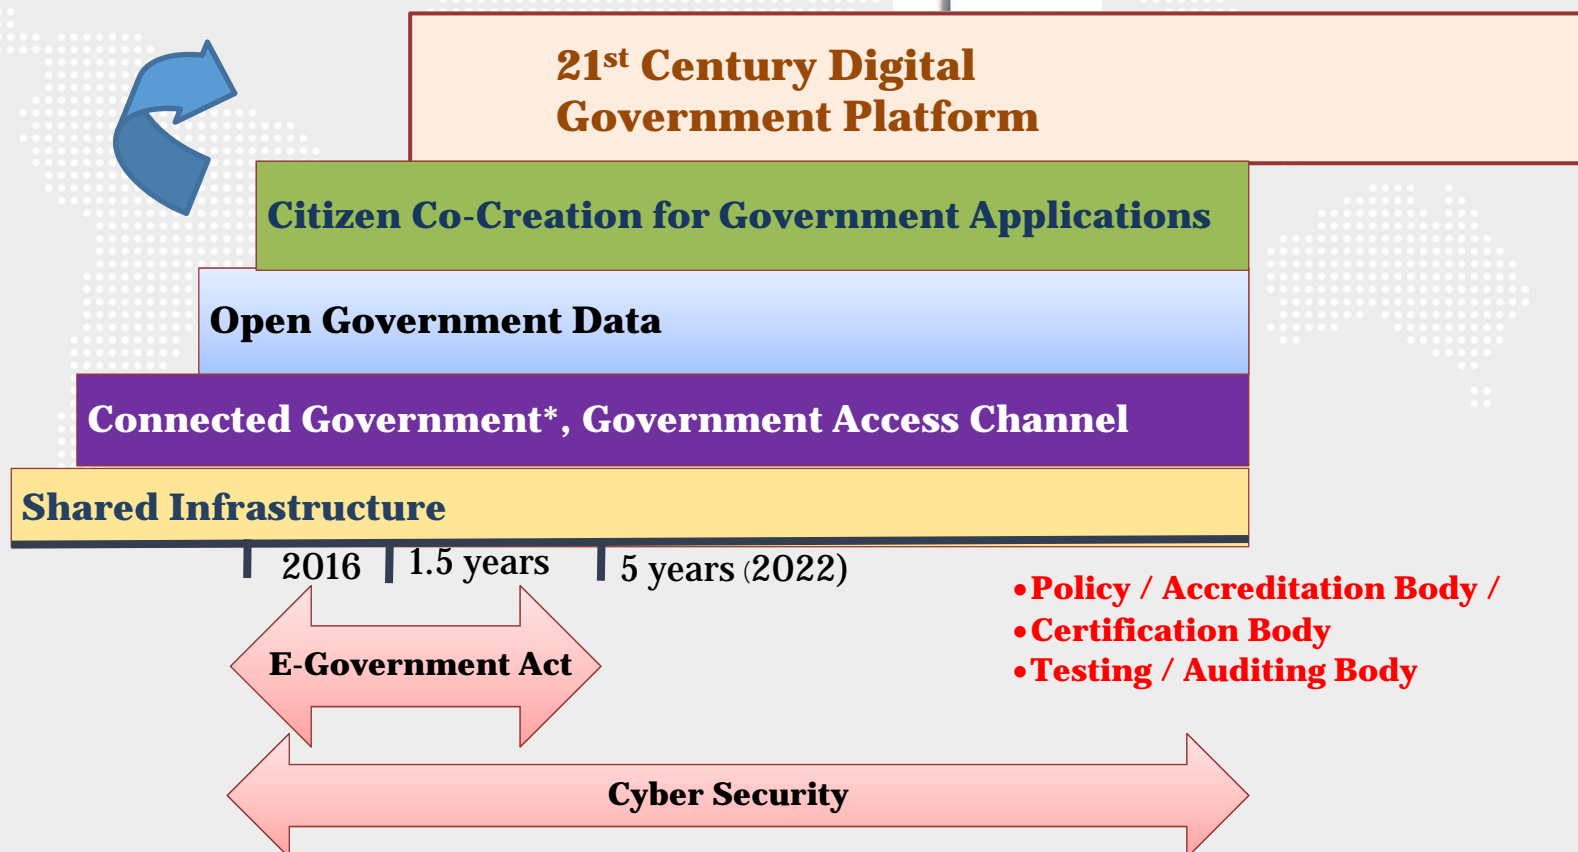 21st Century Digital
Government Platform
Citizen Co-Creation for Government Applications
Open Government Data
Connected Government*, Government Access Channel
Shared Infrastructure
2016 1.5 years 5 years (2022)
•Policy / Accreditation Body /
•Certification Body
•Testing / Auditing Body
E-Government Act
Cyber Security